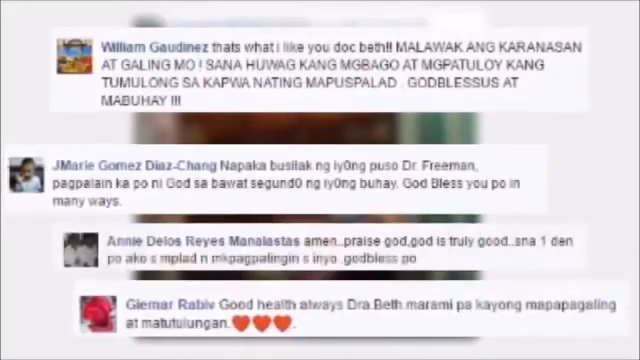 William Gaudinez thats what i like you doc beth!! MALAWAK ANG KARANASAN
AT GALING MO ! SANA HUWAG KANG MGBAGO AT MGPATULOY KANG
TUMULONG SA KAPWA NATING MAPUSPALAD . GODBLESSUS AT
MABUHAY !!!
JMarie Gomez Diaz-Chang Napaka busilak ng iy0ng puso Dr. Freeman,
pagpalain ka po ni God sa bawat segund0 ng iy0ng buhay. God Bless you po in
many ways.
Annie Delos Reyes Manalastas amen..praise god,god is truly good..sna 1 den
po ako s mplad n mkpagpatingin s inyo .godbless po
Giemar Rabiv Good health always Dra.Beth.marami pa kayong mapapagaling
at matutulungan.❤❤❤.